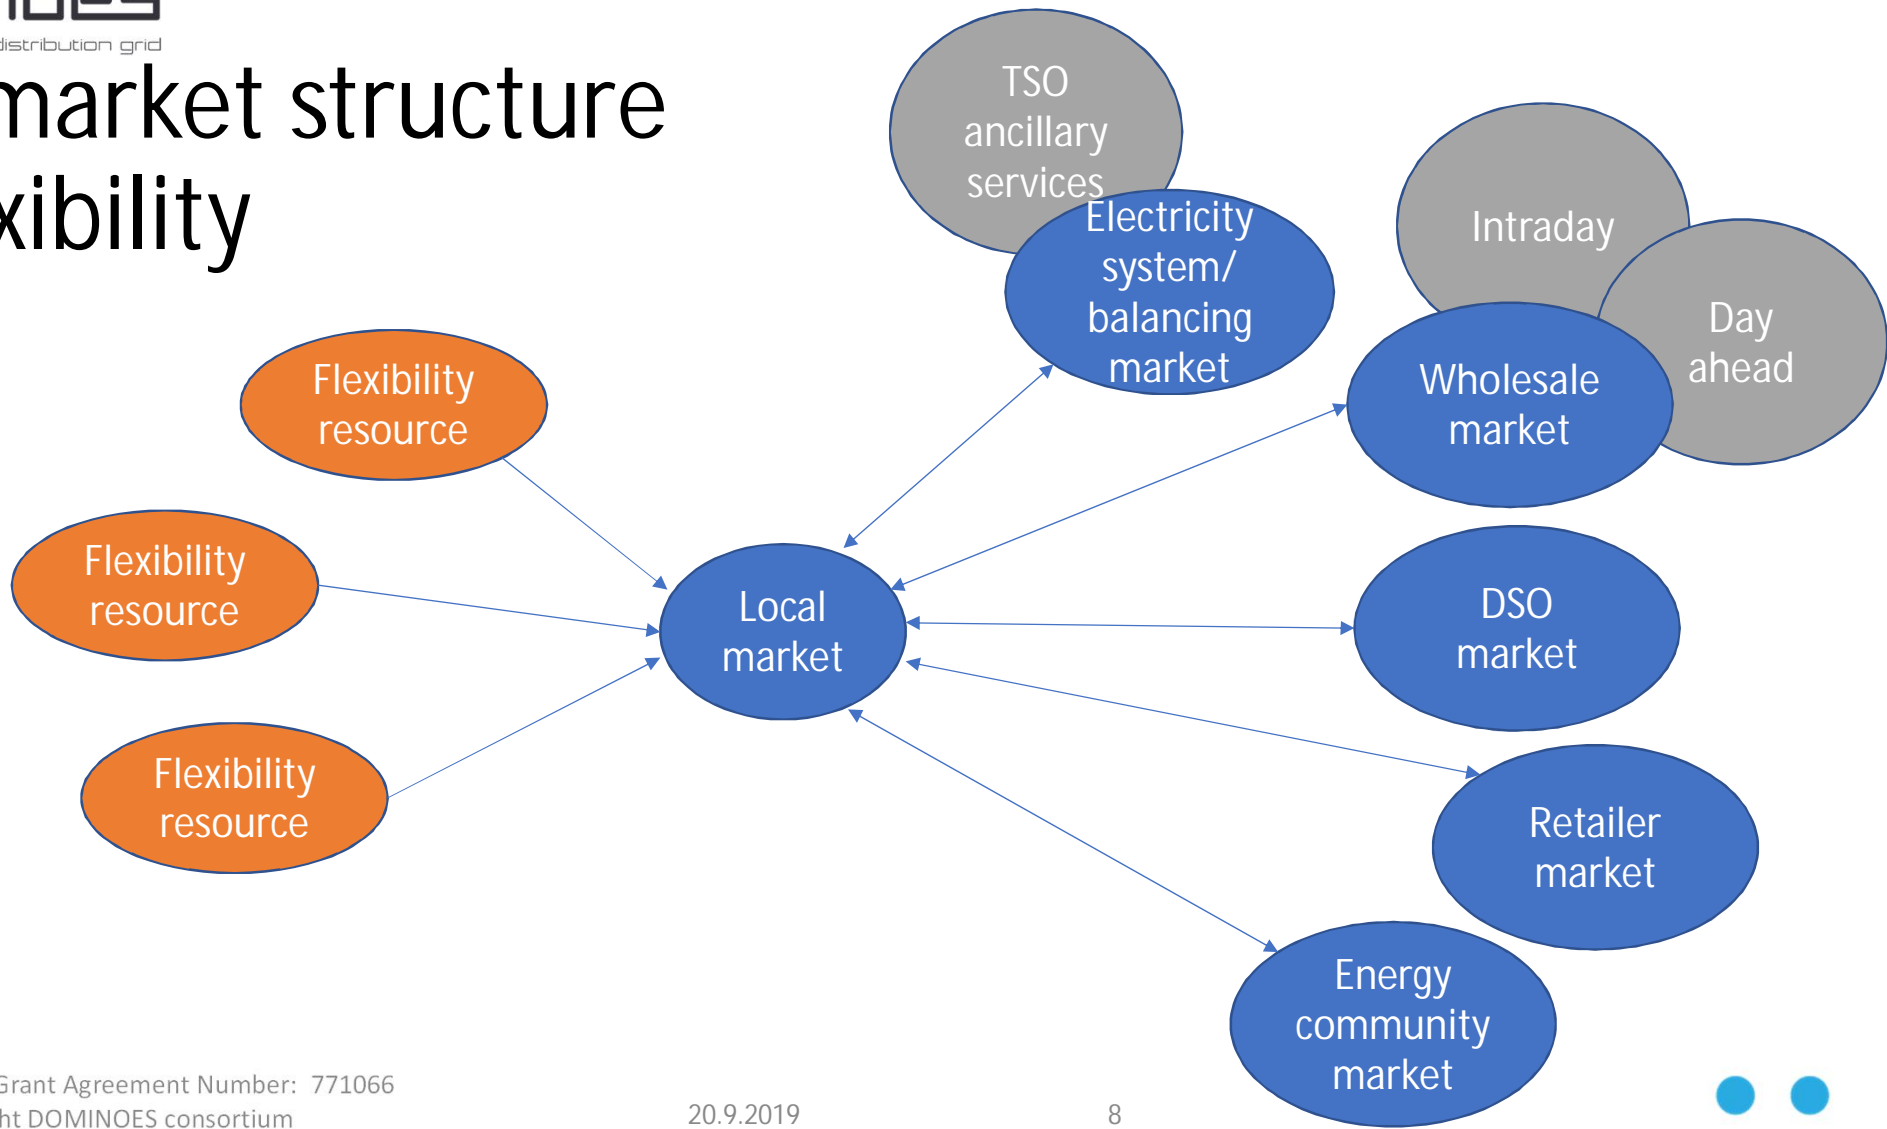 distribution grid
market structure
xibility
TSO
ancillary
services
Electricity
system/
balancing
market
Intraday
Day
ahead
Wholesale
market
Flexibility
resource
Flexibility
resource
Flexibility
resource
Local
market
DSO
market
Retailer
market
Energy
community
market
Grant Agreement Number: 771066
ht DOMINOES consortium
20.9.2019
8